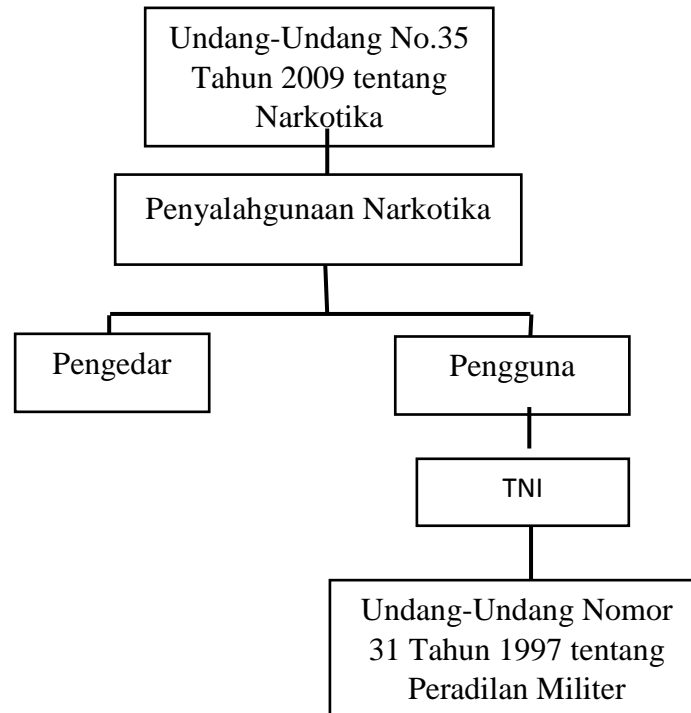 Undang-Undang No.35
Tahun 2009 tentang
Narkotika
Penyalahgunaan Narkotika
Pengedar
Pengguna
TNI
Undang-Undang Nomor
31 Tahun 1997 tentang
Peradilan Militer